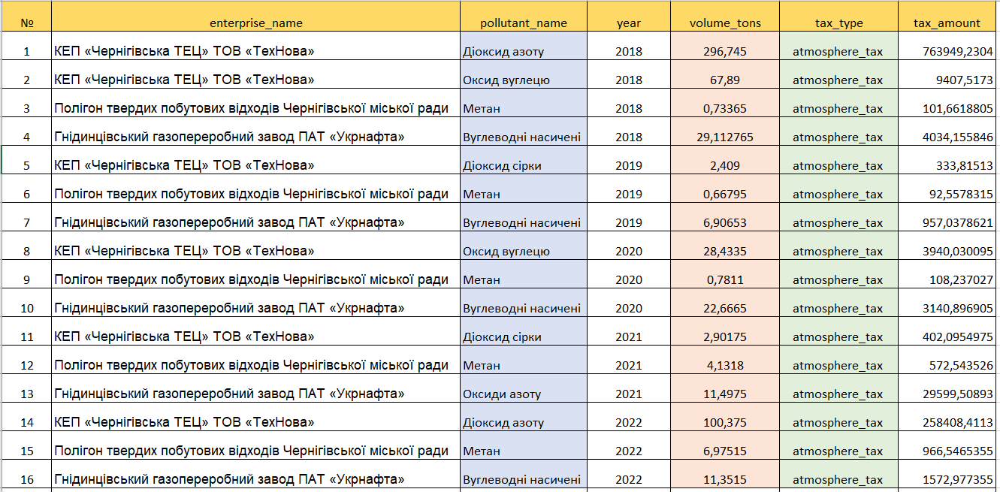 № enterprise_name pollutant_name year volume_tons tax_type tax_amount
1 КЕП «Чернігівська ТЕЦ» ТОВ «ТехНова» Діоксид азоту 2018 296,745 atmosphere_tax 763949,2304
2 КЕП «Чернігівська ТЕЦ» ТОВ «ТехНова» Оксид вуглецю 2018 67,89 atmosphere_tax 9407,5173
3 Полігон твердих побутових відходів Чернігівської міської ради Метан 2018 0,73365 atmosphere_tax 101,6618805
4 Гнідинцівський газопереробний завод ПАТ «Укрнафта» Вуглеводні насичені 2018 29,112765 atmosphere_tax 4034,155846
5 КЕП «Чернігівська ТЕЦ» ТОВ «ТехНова» Діоксид сірки 2019 2,409 atmosphere_tax 333,81513
6 Полігон твердих побутових відходів Чернігівської міської ради Метан 2019 0,66795 atmosphere_tax 92,5578315
7 Гнідинцівський газопереробний завод ПАТ «Укрнафта» Вуглеводні насичені 2019 6,90653 atmosphere_tax 957,0378621
8 КЕП «Чернігівська ТЕЦ» ТОВ «ТехНова» Оксид вуглецю 2020 28,4335 atmosphere_tax 3940,030095
9 Полігон твердих побутових відходів Чернігівської міської ради Метан 2020 0,7811 atmosphere_tax 108,237027
10 Гнідинцівський газопереробний завод ПАТ «Укрнафта» Вуглеводні насичені 2020 22,6665 atmosphere_tax 3140,896905
11 КЕП «Чернігівська ТЕЦ» ТОВ «ТехНова» Діоксид сірки 2021 2,90175 atmosphere_tax 402,0954975
12 Полігон твердих побутових відходів Чернігівської міської ради Метан 2021 4,1318 atmosphere_tax 572,543526
13 Гнідинцівський газопереробний завод ПАТ «Укрнафта» Оксиди азоту 2021 11,4975 atmosphere_tax 29599,50893
14 КЕП «Чернігівська ТЕЦ» ТОВ «ТехНова» Діоксид азоту 2022 100,375 atmosphere_tax 258408,4113
15 Полігон твердих побутових відходів Чернігівської міської ради Метан 2022 6,97515 atmosphere_tax 966,5465355
16 Гнідинцівський газопереробний завод ПАТ «Укрнафта» Вуглеводні насичені 2022 11,3515 atmosphere_tax 1572,977355